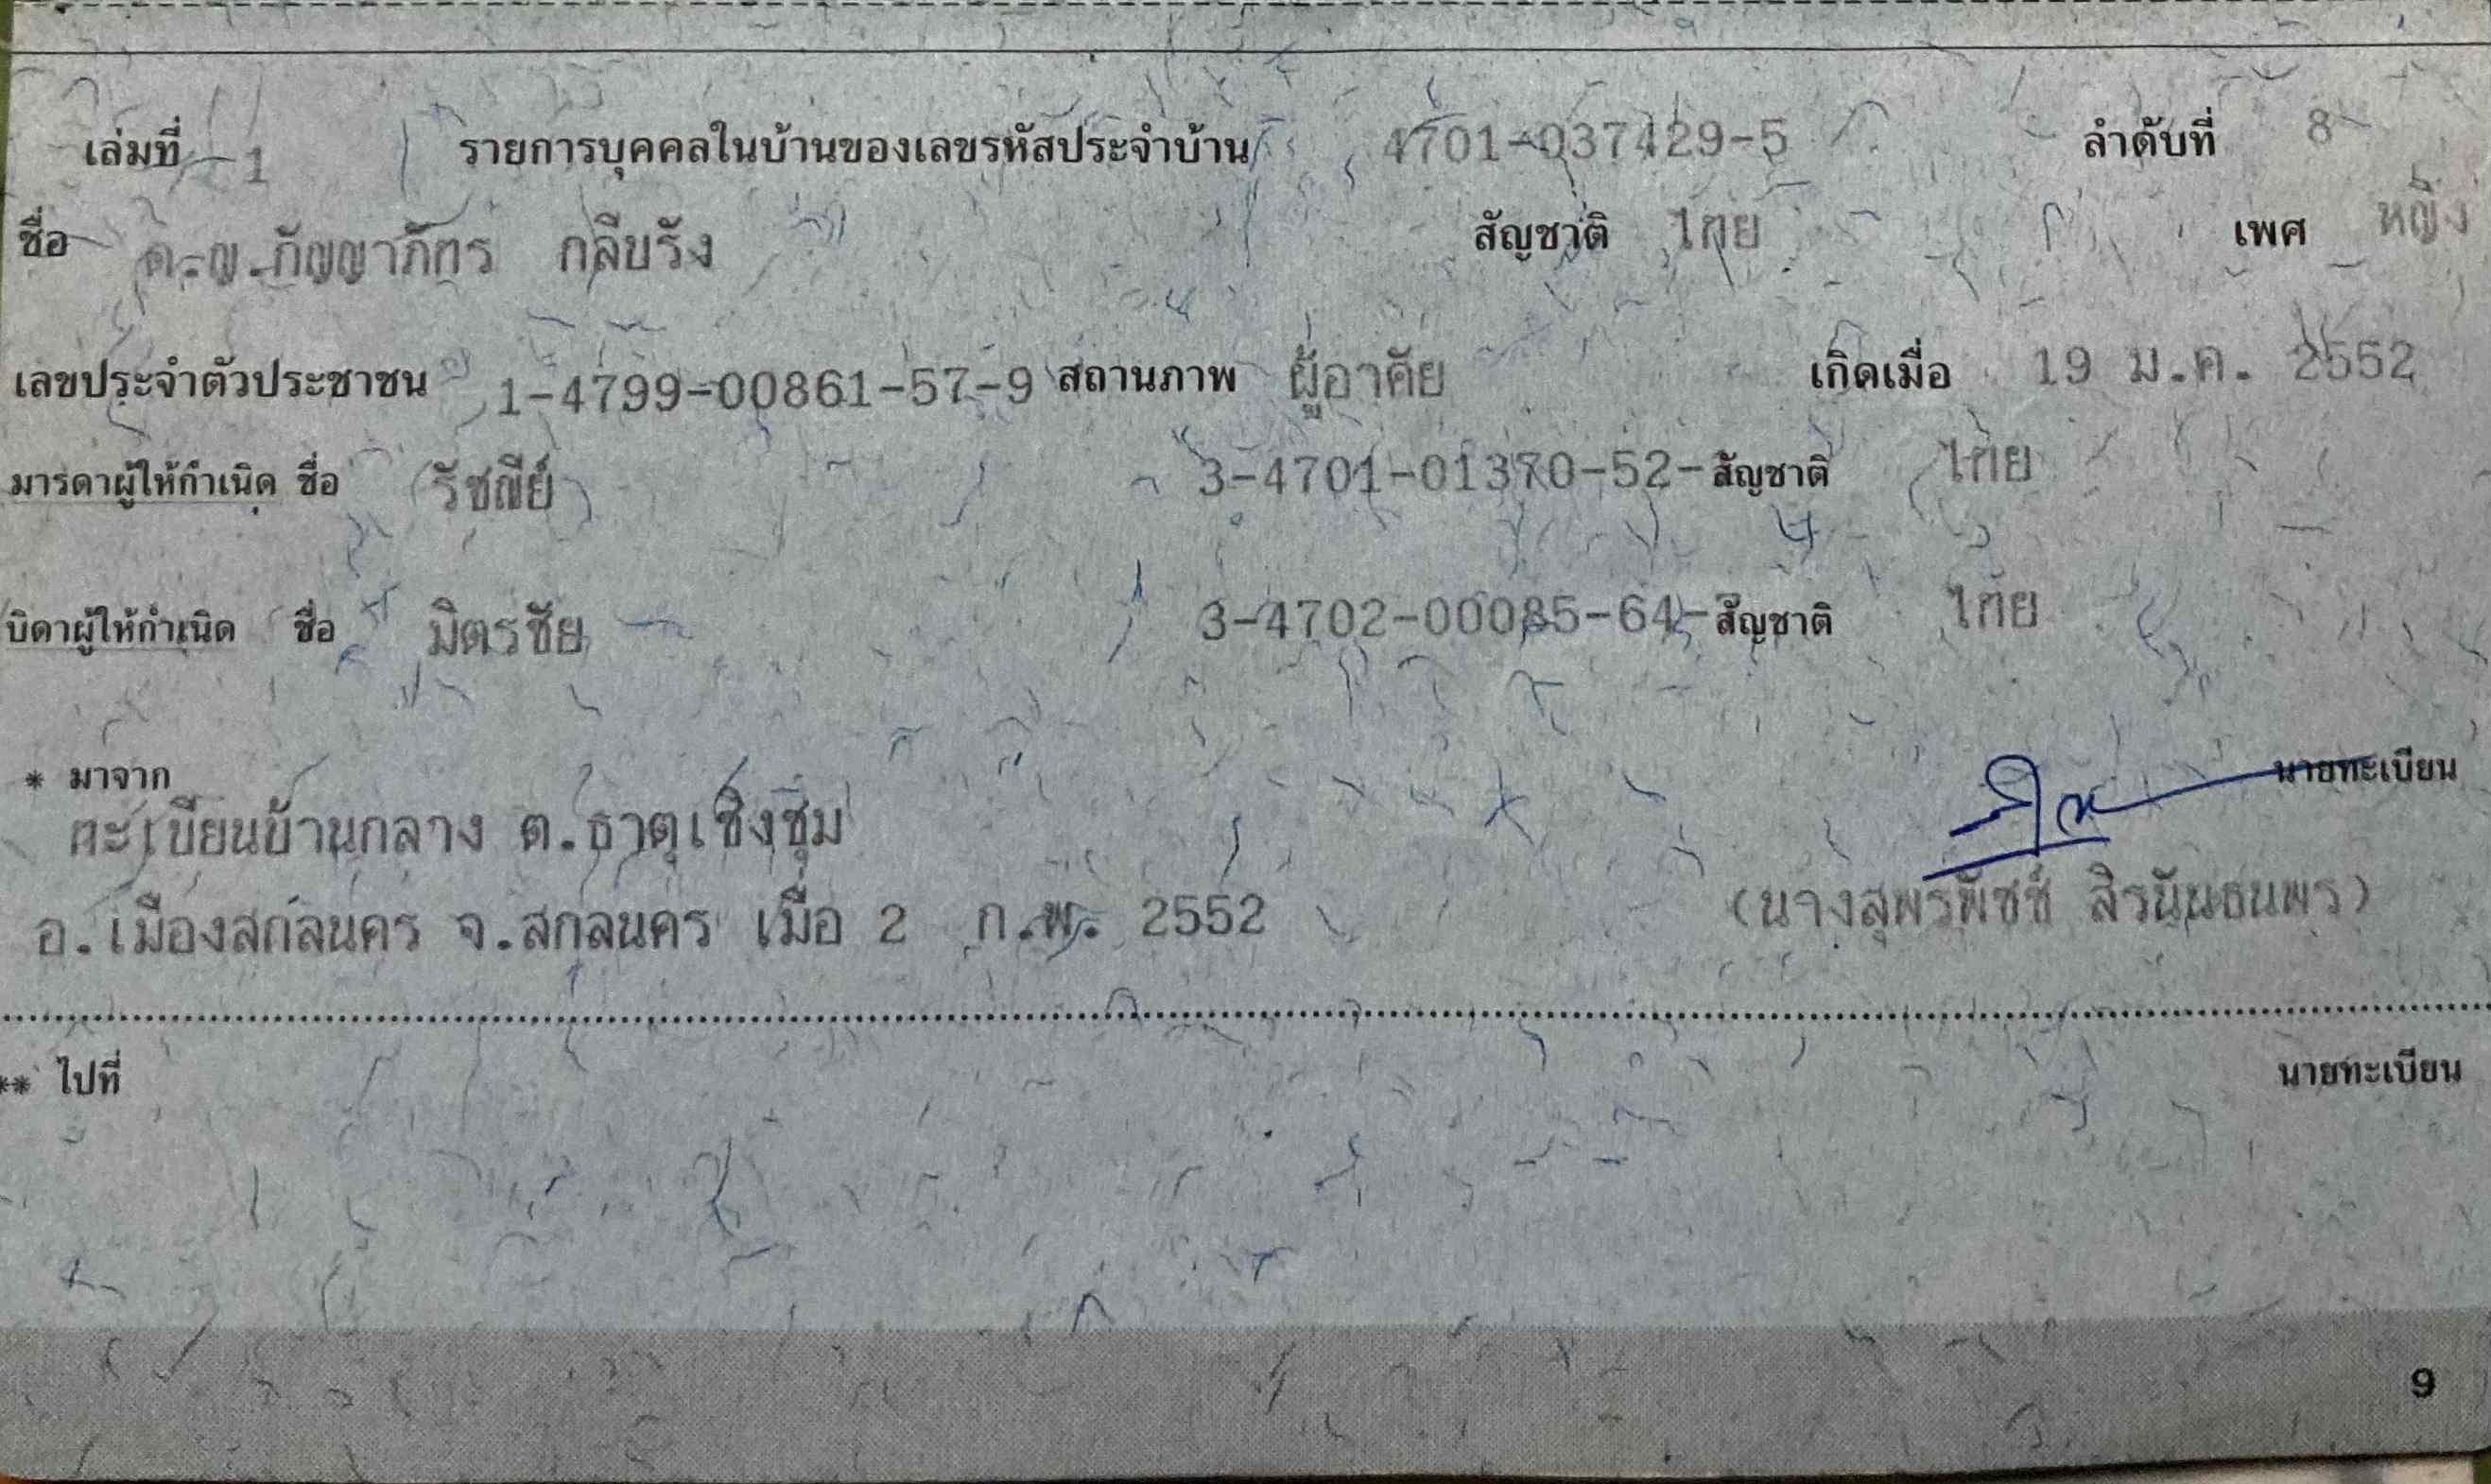 เล่มที่ 1 รายการบุคคลในบ้านของเลขรหัสประจำบ้าน 4701-037429-5 ลำดับที่ 8
ชื่อ ด.ญ.กัญญาภัทร กลีบรัง สัญชาติ ไทย เพศ หญิง
เลขประจำตัวประชาชน 1-4799-00861-57-9 สถานภาพ ผู้อาศัย เกิดเมื่อ 19 ม.ค. 2552
มารดาผู้ให้กำเนิด ชื่อ รัชณีย์ 3-4701-01370-52- สัญชาติ ไทย
บิดาผู้ให้กำเนิด ชื่อ มิตรชัย 3-4702-00085-64- สัญชาติ ไทย
* มาจาก นายทะเบียน
ทะเบียนบ้านกลาง ต.ธาตุเชิงชุม
อ.เมืองสกลนคร จ.สกลนคร เมื่อ 2 ก.พ. 2552 (นางสุพรพัชช์ สิรนันธนพร)
** ไปที่ นายทะเบียน
9